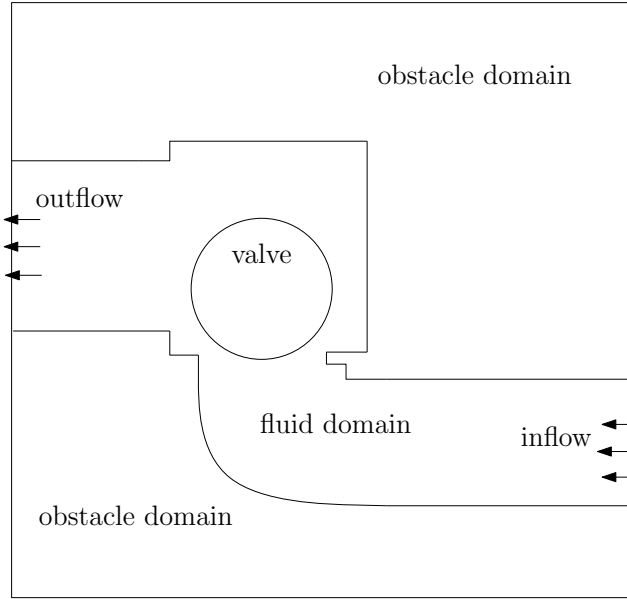 obstacle domain
outflow
valve
fluid domain
inflow
obstacle domain